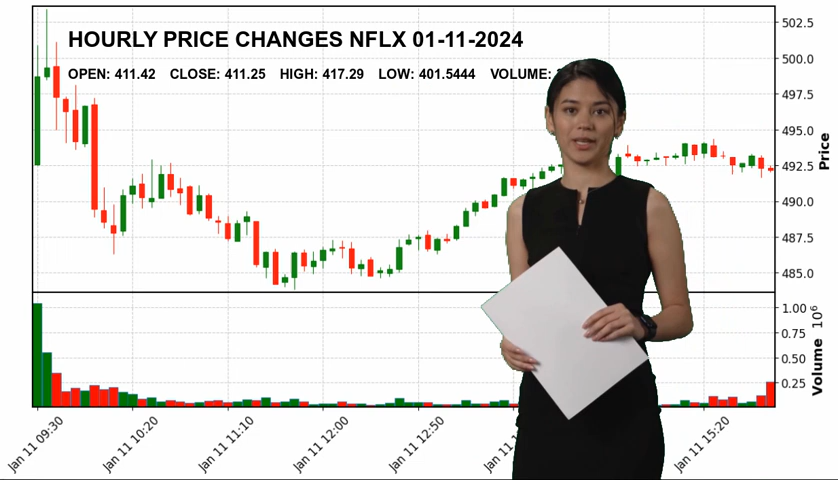 HOURLY PRICE CHANGES NFLX 01-11-2024
OPEN: 411.42 CLOSE: 411.25 HIGH: 417.29 LOW: 401.5444 VOLUME:
502.5
500.0
497.5
495.0
492.5
490.0
487.5
485.0
Price
1.00
0.75
0.50
0.25
Volume 10⁶
Jan 11 09:30
Jan 11 10:20
Jan 11 11:10
Jan 11 12:00
Jan 11 12:50
Jan 11 15:20